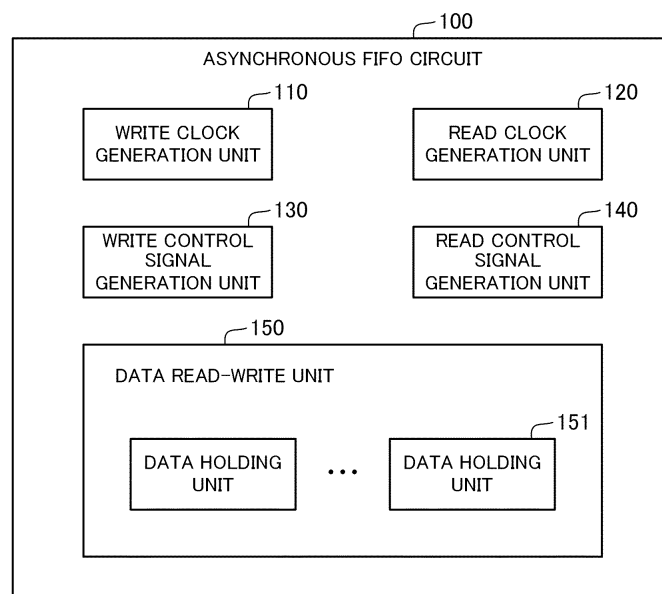 100
ASYNCHRONOUS FIFO CIRCUIT
110
WRITE CLOCK
GENERATION UNIT
120
READ CLOCK
GENERATION UNIT
130
WRITE CONTROL
SIGNAL
GENERATION UNIT
140
READ CONTROL
SIGNAL
GENERATION UNIT
150
DATA READ-WRITE UNIT
DATA HOLDING
UNIT
...
151
DATA HOLDING
UNIT